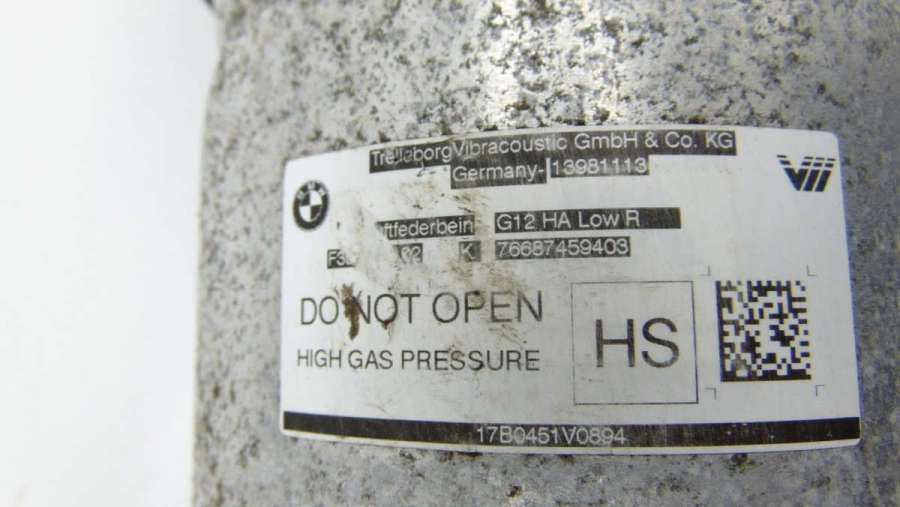 TrelleborgVibracoustic GmbH & Co. KG
Germany-13981113
G12 HA Low R
K 76687459403
DO NOT OPEN
HS
HIGH GAS PRESSURE
17B0451V0894